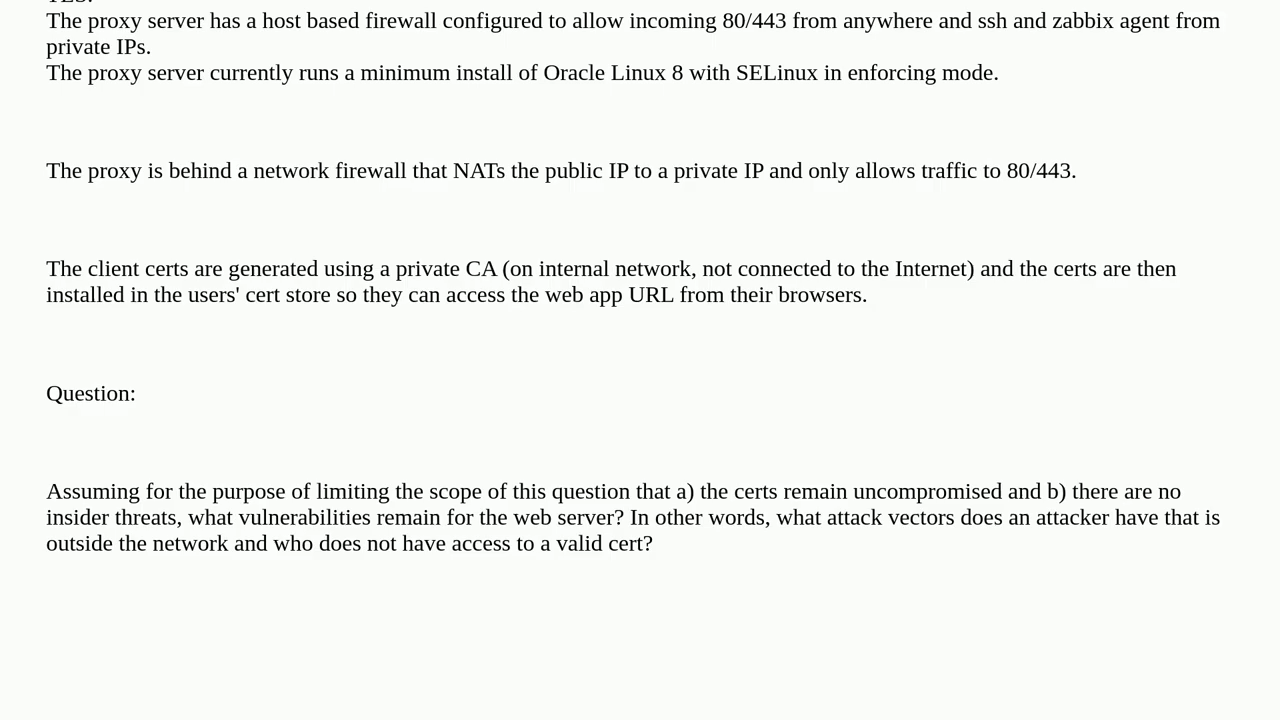 The proxy server has a host based firewall configured to allow incoming 80/443 from anywhere and ssh and zabbix agent from
private IPs.
The proxy server currently runs a minimum install of Oracle Linux 8 with SELinux in enforcing mode.
The proxy is behind a network firewall that NATs the public IP to a private IP and only allows traffic to 80/443.
The client certs are generated using a private CA (on internal network, not connected to the Internet) and the certs are then
installed in the users' cert store so they can access the web app URL from their browsers.
Question:
Assuming for the purpose of limiting the scope of this question that a) the certs remain uncompromised and b) there are no
insider threats, what vulnerabilities remain for the web server? In other words, what attack vectors does an attacker have that is
outside the network and who does not have access to a valid cert?